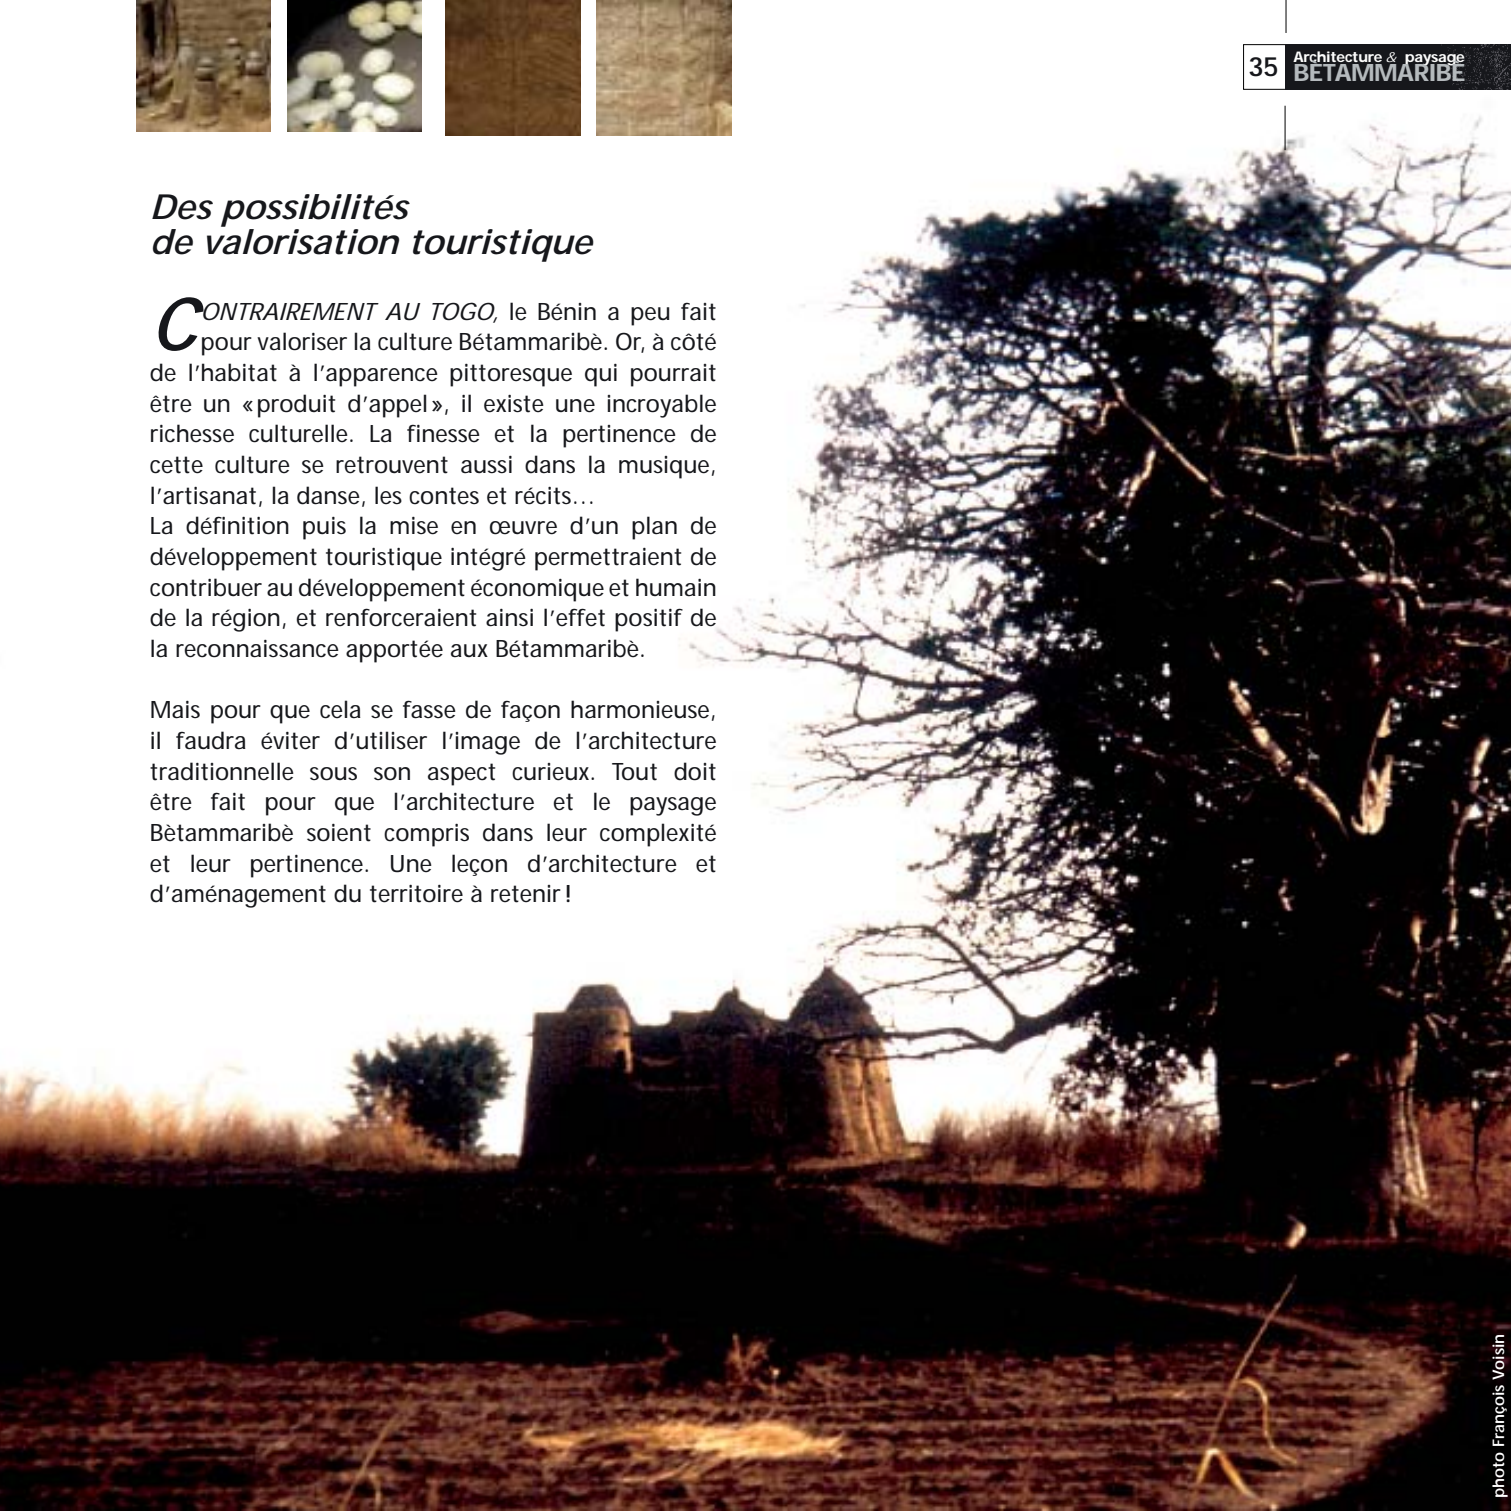 35
Architecture & paysage
BÉTAMMARIBÈ
Des possibilités
de valorisation touristique
CONTRAIREMENT AU TOGO, le Bénin a peu fait
pour valoriser la culture Bétammaribè. Or, à côté
de l'habitat à l'apparence pittoresque qui pourrait
être un «produit d'appel», il existe une incroyable
richesse culturelle. La finesse et la pertinence de
cette culture se retrouvent aussi dans la musique,
l'artisanat, la danse, les contes et récits…
La définition puis la mise en œuvre d'un plan de
développement touristique intégré permettraient de
contribuer au développement économique et humain
de la région, et renforceraient ainsi l'effet positif de
la reconnaissance apportée aux Bétammaribè.
Mais pour que cela se fasse de façon harmonieuse,
il faudra éviter d'utiliser l'image de l'architecture
traditionnelle sous son aspect curieux. Tout doit
être fait pour que l'architecture et le paysage
Bètammaribè soient compris dans leur complexité
et leur pertinence. Une leçon d'architecture et
d'aménagement du territoire à retenir !
photo François Voisin